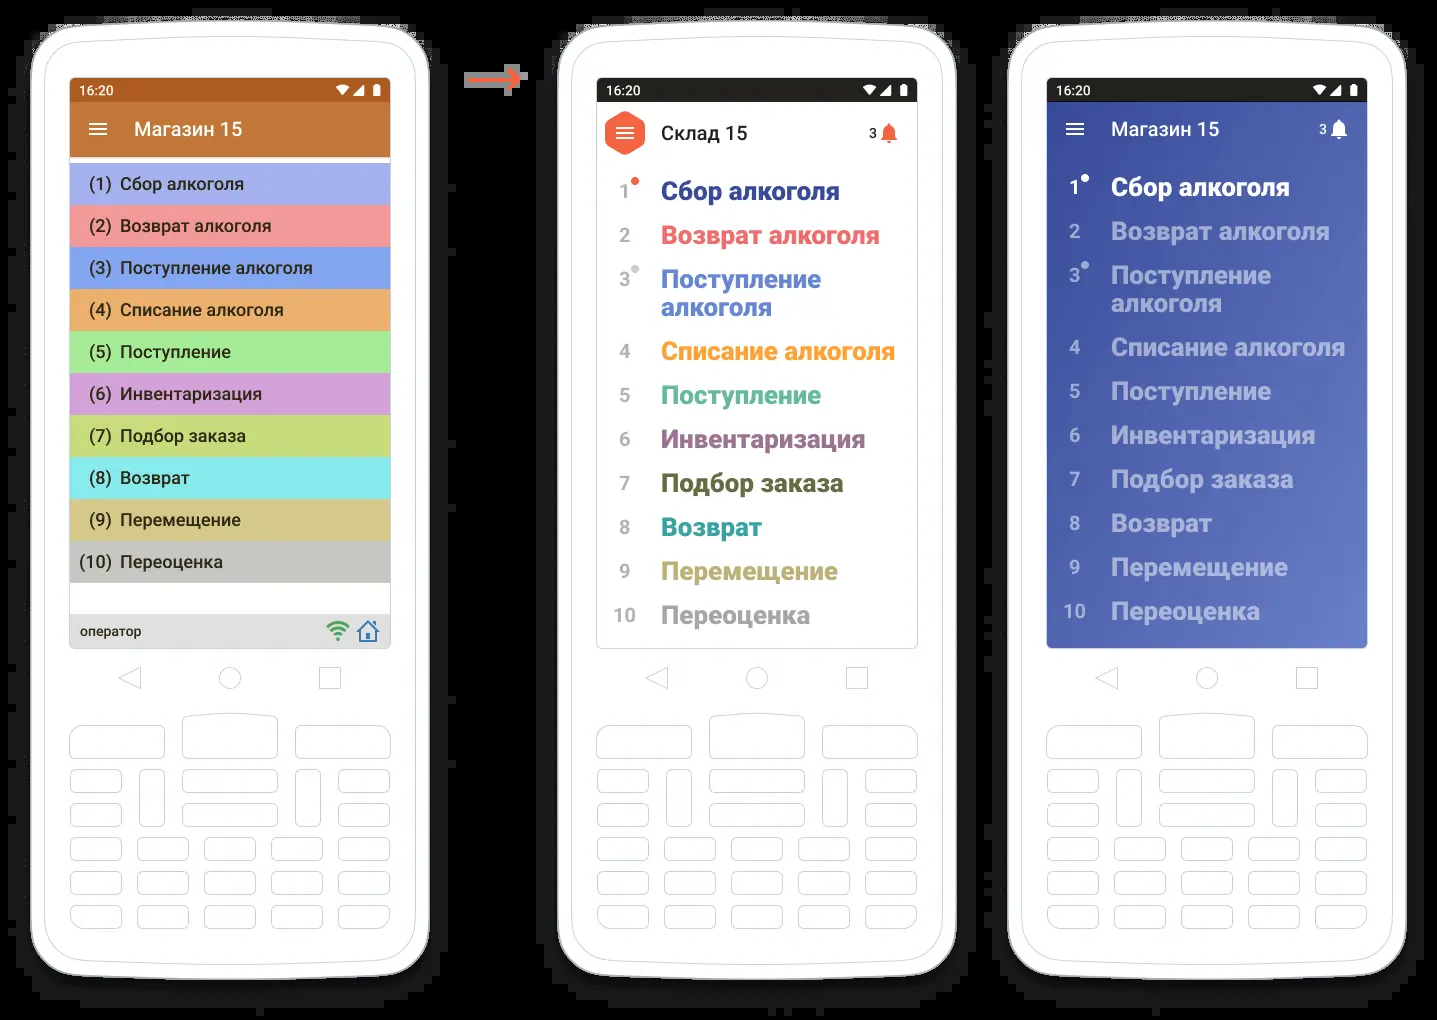 16:20
Магазин 15
(1) Сбор алкоголя
(2) Возврат алкоголя
(3) Поступление алкоголя
(4) Списание алкоголя
(5) Поступление
(6) Инвентаризация
(7) Подбор заказа
(8) Возврат
(9) Перемещение
(10) Переоценка
оператор
16:20
Склад 15 3
1 Сбор алкоголя
2 Возврат алкоголя
3 Поступление
алкоголя
4 Списание алкоголя
5 Поступление
6 Инвентаризация
7 Подбор заказа
8 Возврат
9 Перемещение
10 Переоценка
16:20
Магазин 15 3
1 Сбор алкоголя
2 Возврат алкоголя
3 Поступление
алкоголя
4 Списание алкоголя
5 Поступление
6 Инвентаризация
7 Подбор заказа
8 Возврат
9 Перемещение
10 Переоценка